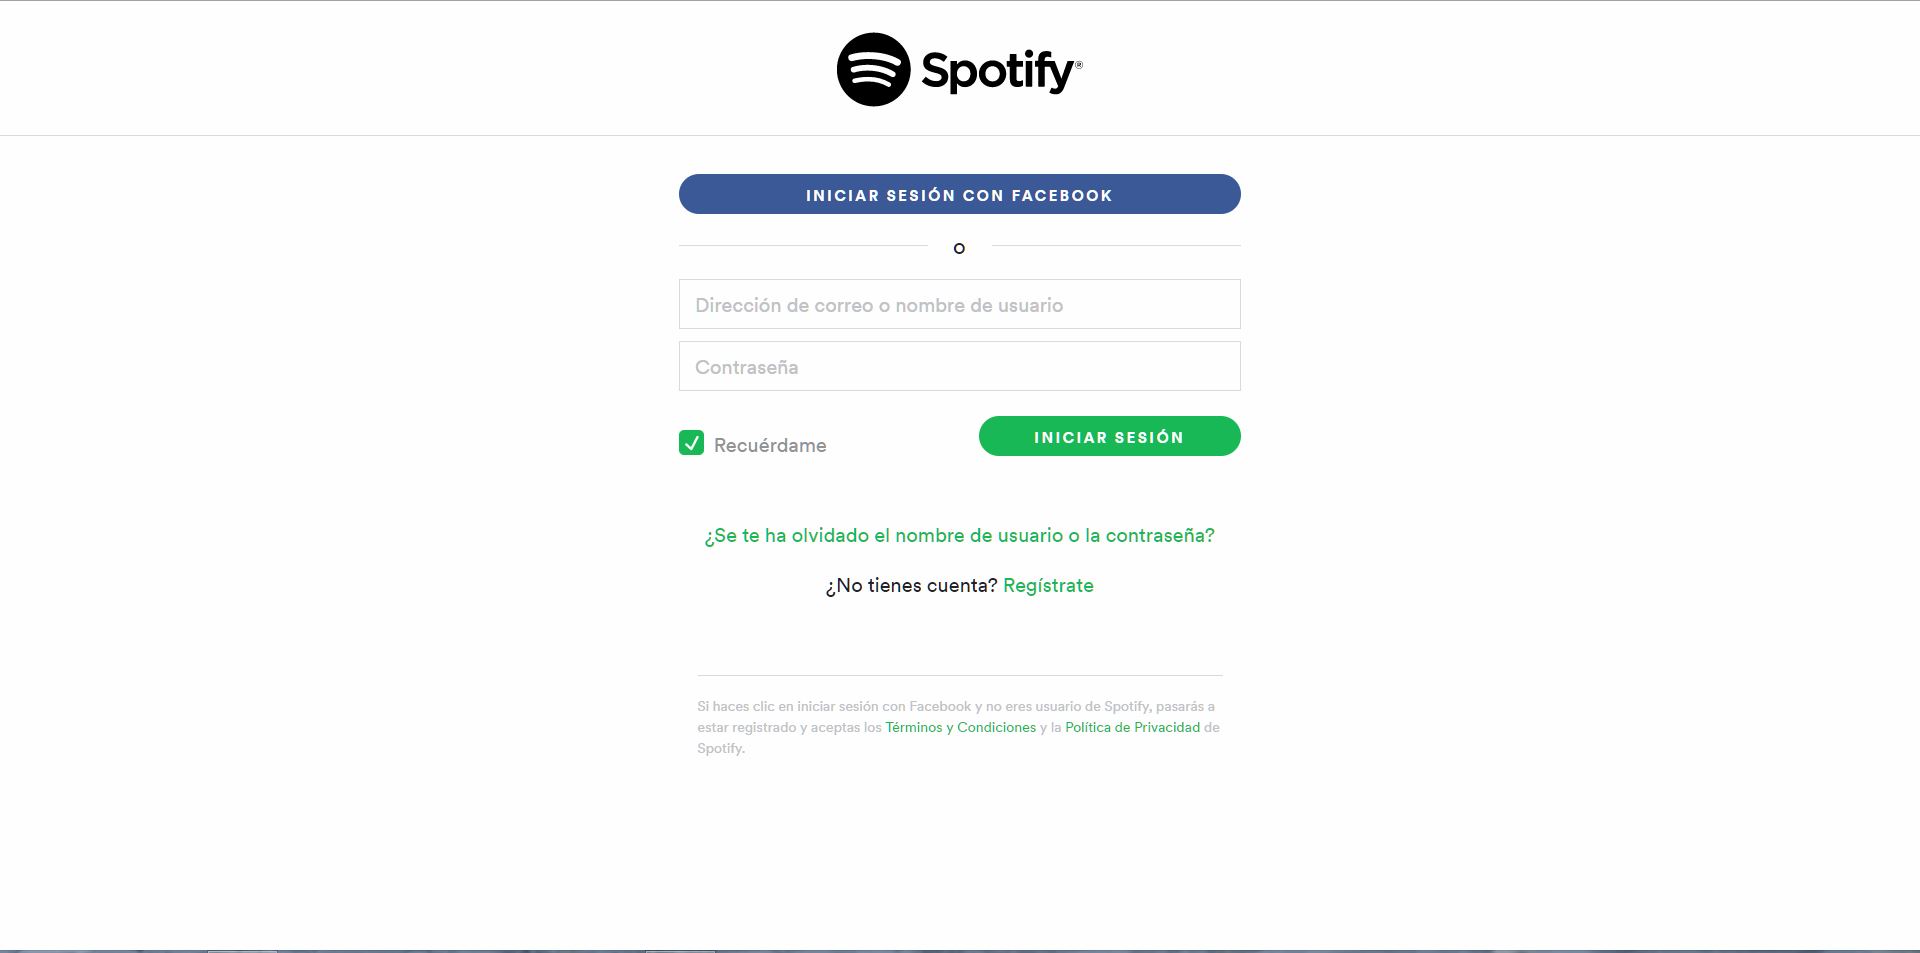 Spotify®
INICIAR SESIÓN CON FACEBOOK
O
Dirección de correo o nombre de usuario
Contraseña
Recuérdame
INICIAR SESIÓN
¿Se te ha olvidado el nombre de usuario o la contraseña?
¿No tienes cuenta? Regístrate
Si haces clic en iniciar sesión con Facebook y no eres usuario de Spotify, pasarás a
estar registrado y aceptas los Términos y Condiciones y la Política de Privacidad de
Spotify.